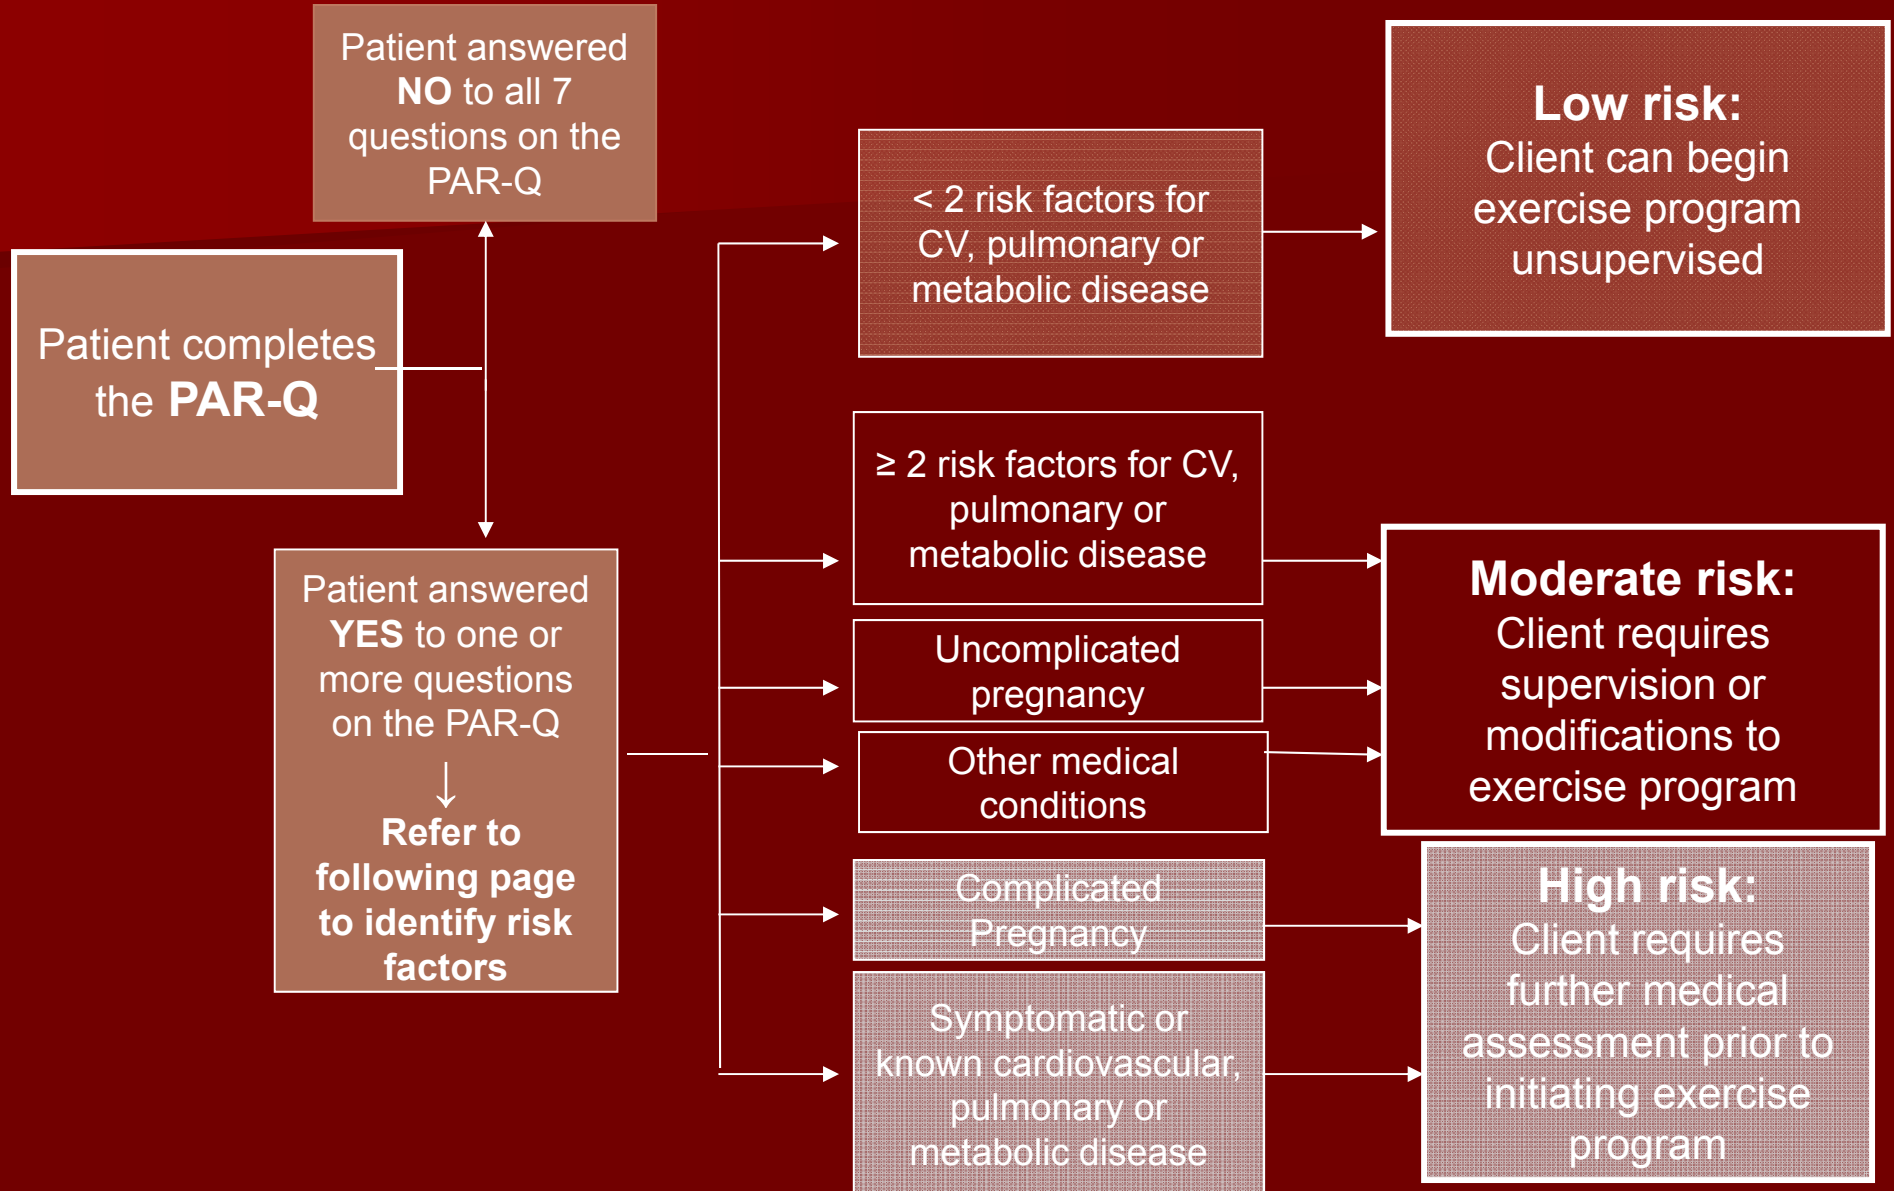 Patient answered
NO to all 7
questions on the
PAR-Q
Patient completes
the PAR-Q
Patient answered
YES to one or
more questions
on the PAR-Q
↓
Refer to
following page
to identify risk
factors
< 2 risk factors for
CV, pulmonary or
metabolic disease
≥ 2 risk factors for CV,
pulmonary or
metabolic disease
Uncomplicated
pregnancy
Other medical
conditions
Complicated
Pregnancy
Symptomatic or
known cardiovascular,
pulmonary or
metabolic disease
Low risk:
Client can begin
exercise program
unsupervised
Moderate risk:
Client requires
supervision or
modifications to
exercise program
High risk:
Client requires
further medical
assessment prior to
initiating exercise
program